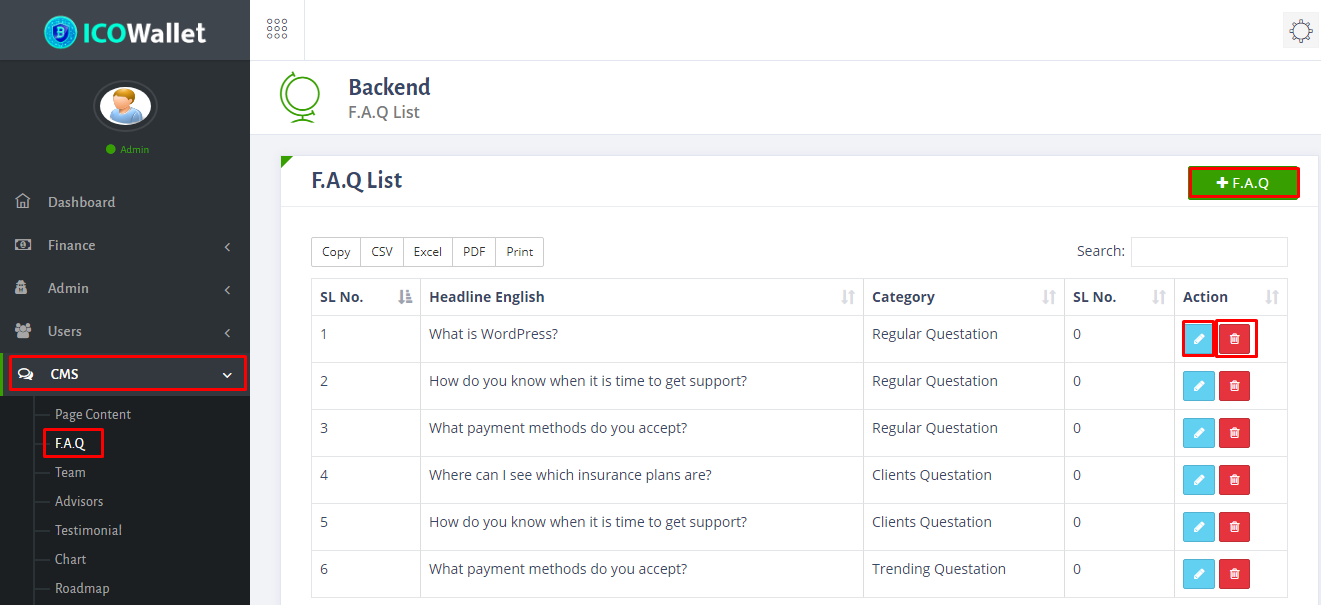 ICOWallet
Admin
Dashboard
Finance
Admin
Users
CMS
Page Content
F.A.Q
Team
Advisors
Testimonial
Chart
Roadmap
Backend
F.A.Q List
F.A.Q List
F.A.Q
Copy CSV Excel PDF Print Search:
SL No. Headline English Category SL No. Action
1 What is WordPress? Regular Questation 0
2 How do you know when it is time to get support? Regular Questation 0
3 What payment methods do you accept? Regular Questation 0
4 Where can I see which insurance plans are? Clients Questation 0
5 How do you know when it is time to get support? Clients Questation 0
6 What payment methods do you accept? Trending Questation 0